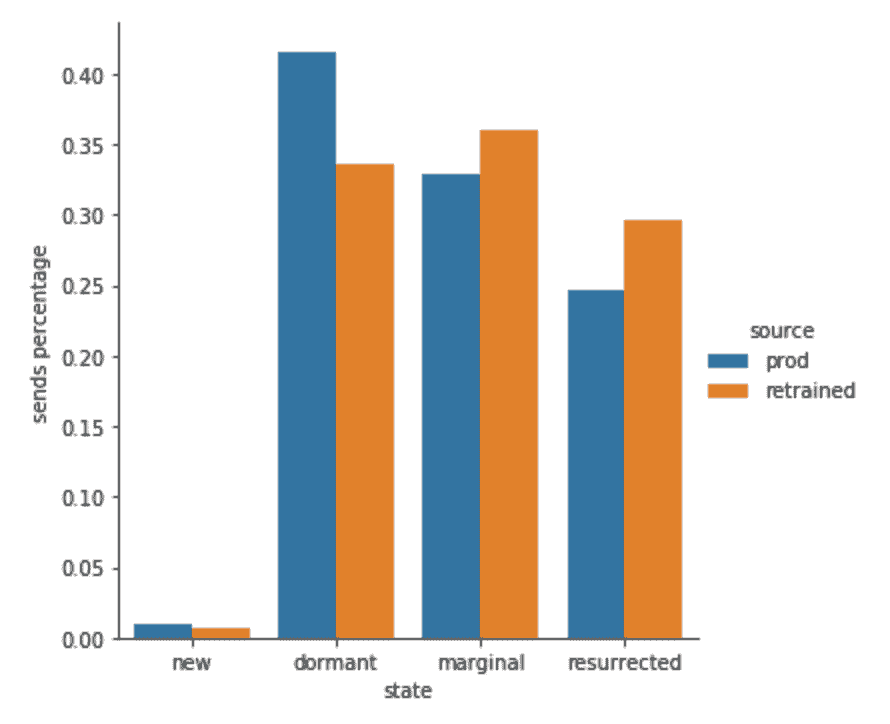 0.40
0.35
0.30
0.25
0.20
0.15
0.10
0.05
0.00
sends percentage
new dormant marginal resurrected
state
source
prod
retrained